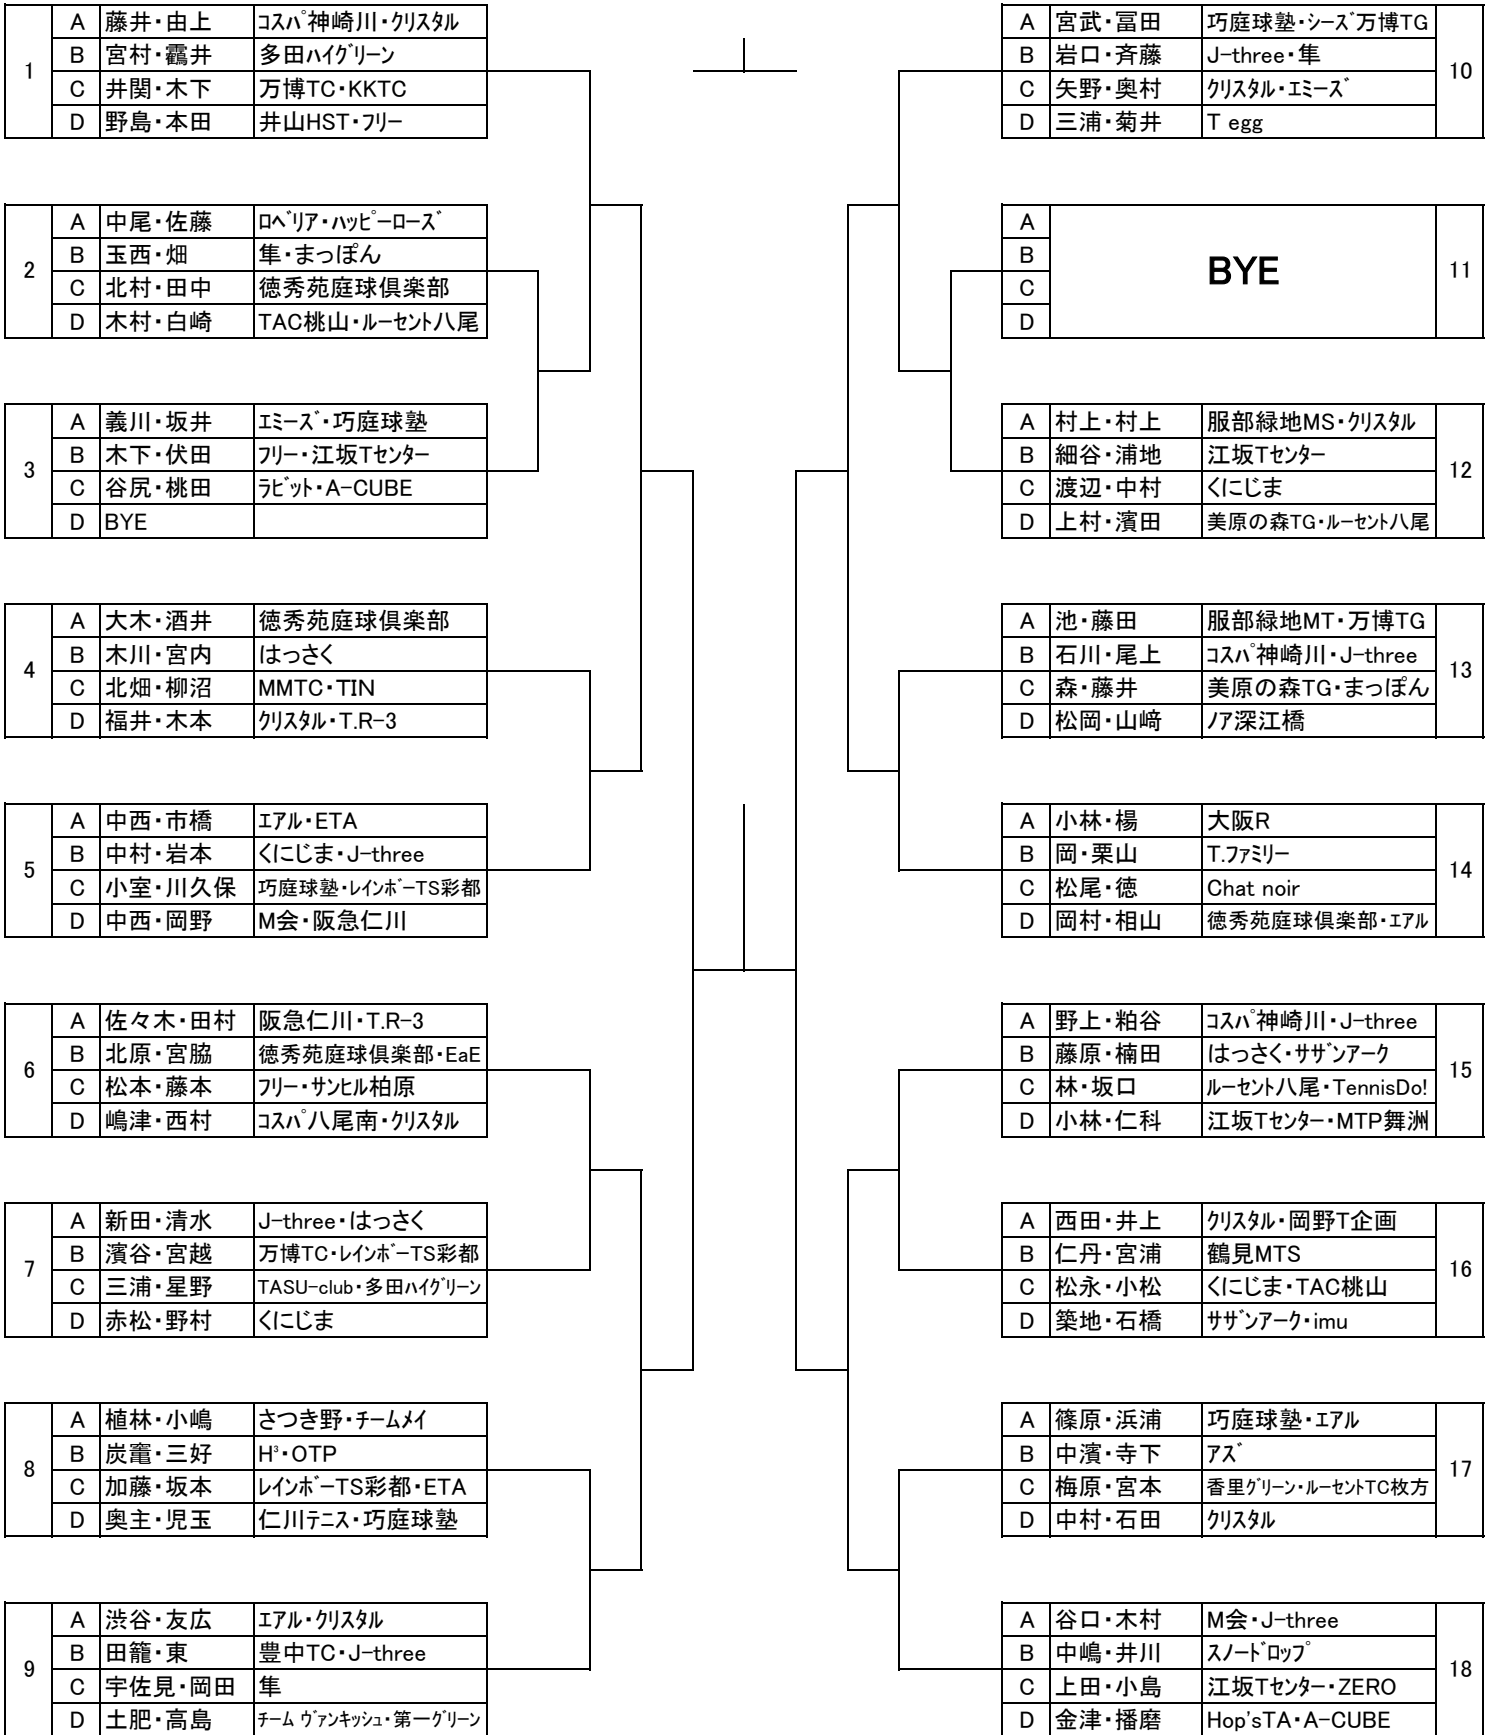 1
A 藤井・由上 コスパ神崎川・クリスタル
B 宮村・靍井 多田ハイグリーン
C 井関・木下 万博TC・KKTC
D 野島・本田 井山HST・フリー
2
A 中尾・佐藤 ロベリア・ハッピーローズ
B 玉西・畑 隼・まっぽん
C 北村・田中 徳秀苑庭球倶楽部
D 木村・白崎 TAC桃山・ルーセント八尾
3
A 義川・坂井 エミーズ・巧庭球塾
B 木下・伏田 フリー・江坂Tセンター
C 谷尻・桃田 ラビット・A-CUBE
D BYE
4
A 大木・酒井 徳秀苑庭球倶楽部
B 木川・宮内 はっさく
C 北畑・柳沼 MMTC・TIN
D 福井・木本 クリスタル・T.R-3
5
A 中西・市橋 エアル・ETA
B 中村・岩本 くにじま・J-three
C 小室・川久保 巧庭球塾・レインボーTS彩都
D 中西・岡野 M会・阪急仁川
6
A 佐々木・田村 阪急仁川・T.R-3
B 北原・宮脇 徳秀苑庭球倶楽部・EaE
C 松本・藤本 フリー・サンヒル柏原
D 嶋津・西村 コスパ八尾南・クリスタル
7
A 新田・清水 J-three・はっさく
B 濱谷・宮越 万博TC・レインボーTS彩都
C 三浦・星野 TASU-club・多田ハイグリーン
D 赤松・野村 くにじま
8
A 植林・小嶋 さつき野・チームメイ
B 炭竃・三好 H³・OTP
C 加藤・坂本 レインボーTS彩都・ETA
D 奥主・児玉 仁川テニス・巧庭球塾
9
A 渋谷・友広 エアル・クリスタル
B 田籠・東 豊中TC・J-three
C 宇佐見・岡田 隼
D 土肥・高島 チーム ヴァンキッシュ・第一グリーン
10
A 宮武・冨田 巧庭球塾・シーズ万博TG
B 岩口・斉藤 J-three・隼
C 矢野・奥村 クリスタル・エミーズ
D 三浦・菊井 T egg
11
A
B
C
D
BYE
12
A 村上・村上 服部緑地MS・クリスタル
B 細谷・浦地 江坂Tセンター
C 渡辺・中村 くにじま
D 上村・濱田 美原の森TG・ルーセント八尾
13
A 池・藤田 服部緑地MT・万博TG
B 石川・尾上 コスパ神崎川・J-three
C 森・藤井 美原の森TG・まっぽん
D 松岡・山﨑 ノア深江橋
14
A 小林・楊 大阪R
B 岡・栗山 T.ファミリー
C 松尾・徳 Chat noir
D 岡村・相山 徳秀苑庭球倶楽部・エアル
15
A 野上・粕谷 コスパ神崎川・J-three
B 藤原・楠田 はっさく・サザンアーク
C 林・坂口 ルーセント八尾・TennisDo!
D 小林・仁科 江坂Tセンター・MTP舞洲
16
A 西田・井上 クリスタル・岡野T企画
B 仁丹・宮浦 鶴見MTS
C 松永・小松 くにじま・TAC桃山
D 築地・石橋 サザンアーク・imu
17
A 篠原・浜浦 巧庭球塾・エアル
B 中濱・寺下 アズ
C 梅原・宮本 香里グリーン・ルーセントTC枚方
D 中村・石田 クリスタル
18
A 谷口・木村 M会・J-three
B 中嶋・井川 スノードロップ
C 上田・小島 江坂Tセンター・ZERO
D 金津・播磨 Hop'sTA・A-CUBE